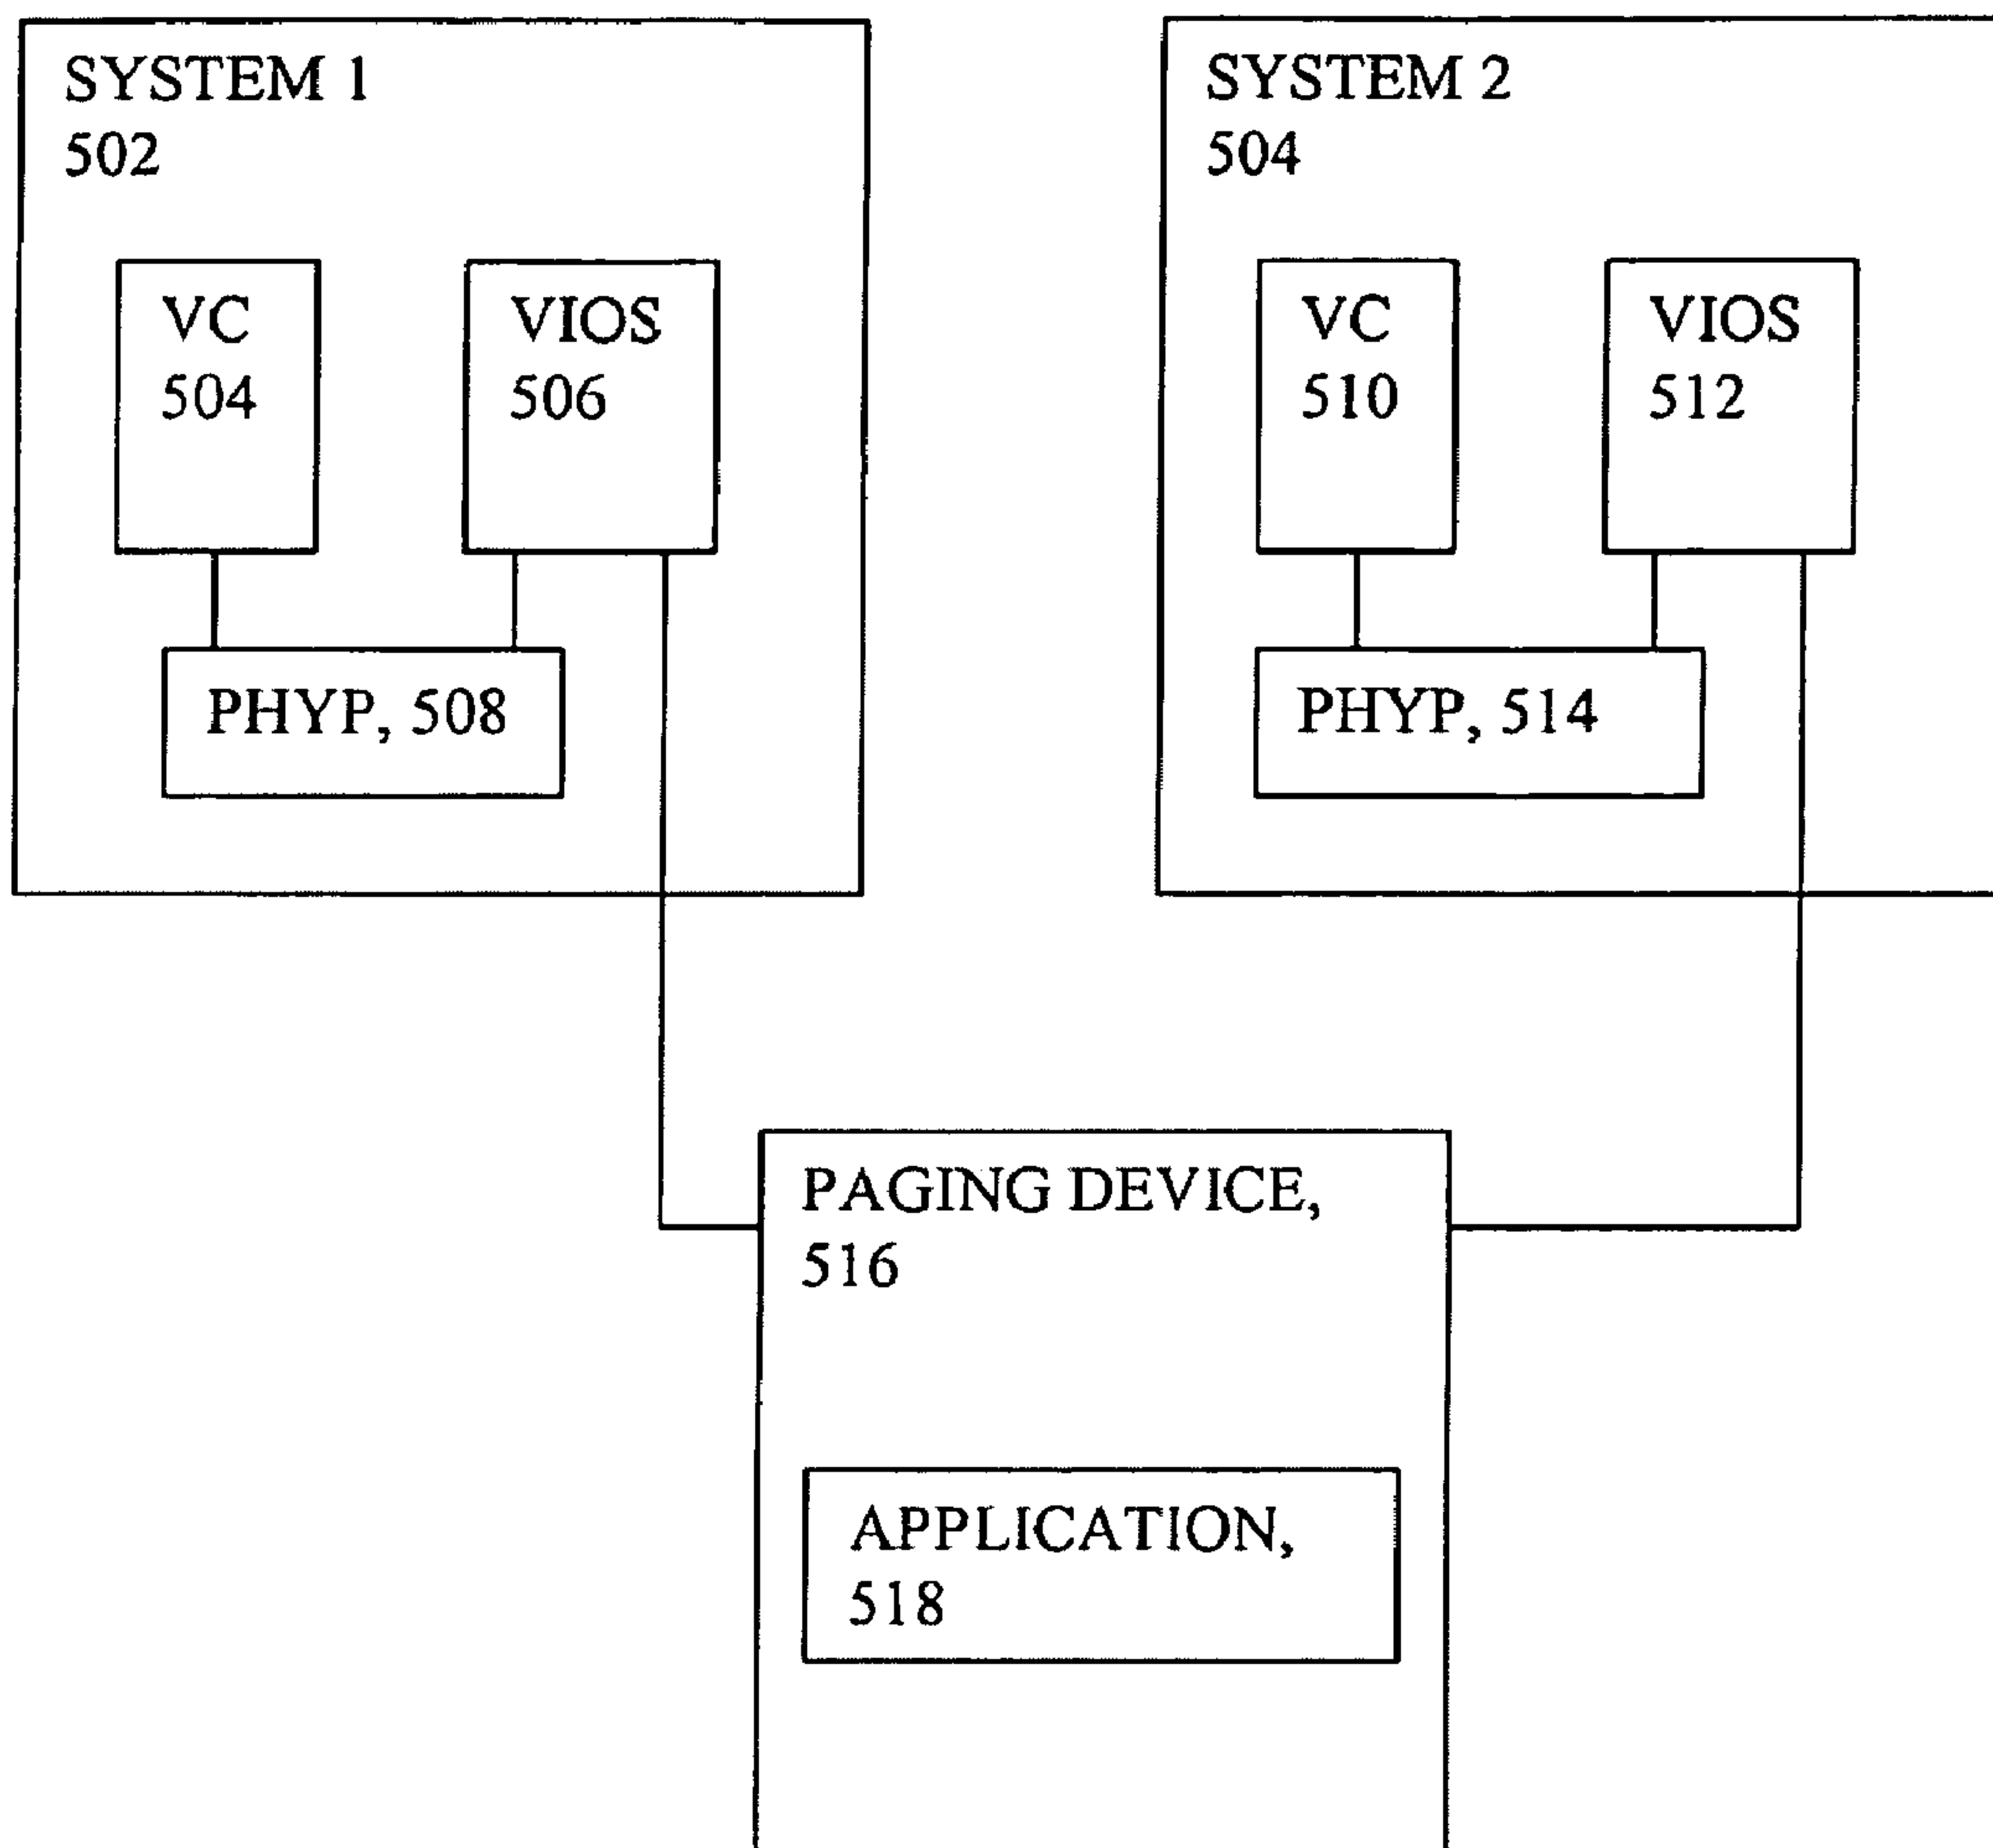 SYSTEM 1
502
VC
504
VIOS
506
PHYP, 508
SYSTEM 2
504
VC
510
VIOS
512
PHYP, 514
PAGING DEVICE,
516
APPLICATION,
518